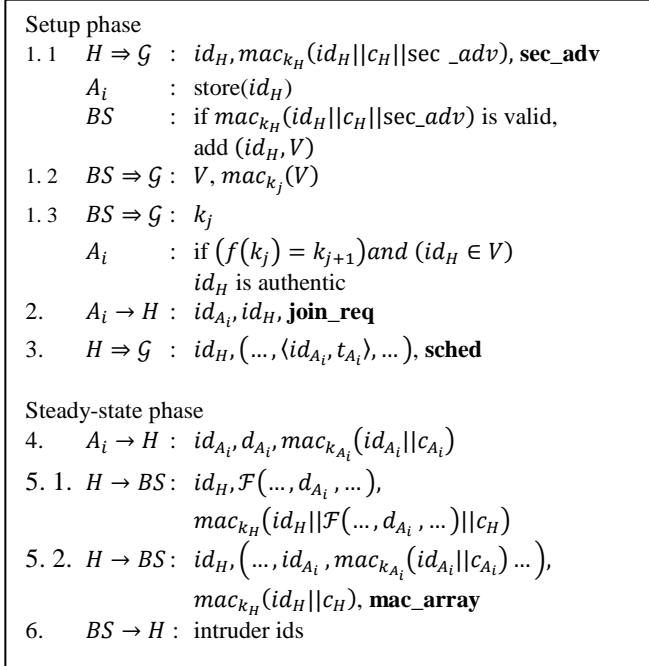 Setup phase
1. 1 H ⇒ 𝒢 : id_H, mac_{k_H}(id_H||c_H||sec _adv), sec_adv
A_i : store(id_H)
BS : if mac_{k_H}(id_H||c_H||sec_adv) is valid,
add (id_H, V)
1. 2 BS ⇒ 𝒢 : V, mac_{k_j}(V)
1. 3 BS ⇒ 𝒢 : k_j
A_i : if (f(k_j) = k_{j+1})and (id_H ∈ V)
id_H is authentic
2. A_i → H : id_{A_i}, id_H, join_req
3. H ⇒ 𝒢 : id_H, (…, ⟨id_{A_i}, t_{A_i}⟩, …), sched
Steady-state phase
4. A_i → H : id_{A_i}, d_{A_i}, mac_{k_{A_i}}(id_{A_i}||c_{A_i})
5. 1. H → BS : id_H, ℱ(…, d_{A_i} , …),
mac_{k_H}(id_H||ℱ(…, d_{A_i} , …)||c_H)
5. 2. H → BS : id_H, (…, id_{A_i} , mac_{k_{A_i}}(id_{A_i}||c_{A_i}) …),
mac_{k_H}(id_H||c_H), mac_array
6. BS → H : intruder ids